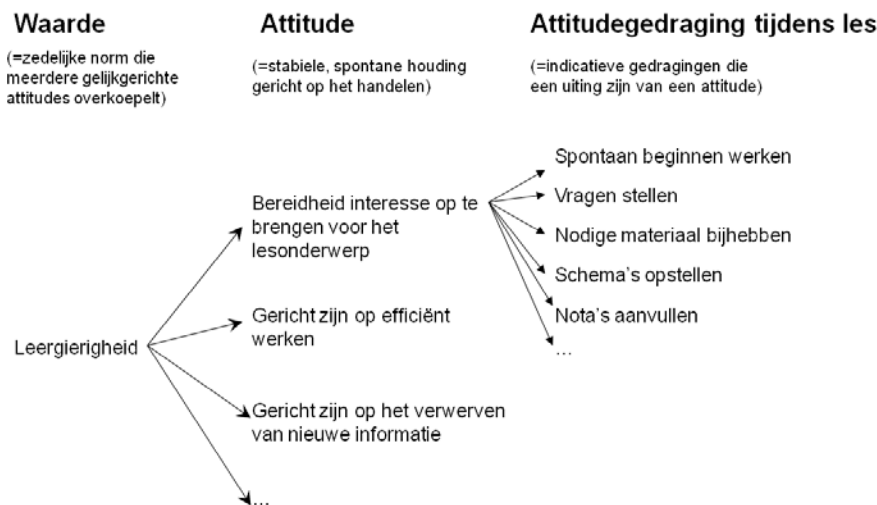 Waarde
(=zedelijke norm die
meerdere gelijkgerichte
attitudes overkoepelt)
Attitude
(=stabiele, spontane houding
gericht op het handelen)
Attitudegedraging tijdens les
(=indicatieve gedragingen die
een uiting zijn van een attitude)
Leergierigheid
Bereidheid interesse op te
brengen voor het
lesonderwerp
Gericht zijn op efficiënt
werken
Gericht zijn op het verwerven
van nieuwe informatie
...
Spontaan beginnen werken
Vragen stellen
Nodige materiaal bijhebben
Schema's opstellen
Nota's aanvullen
...